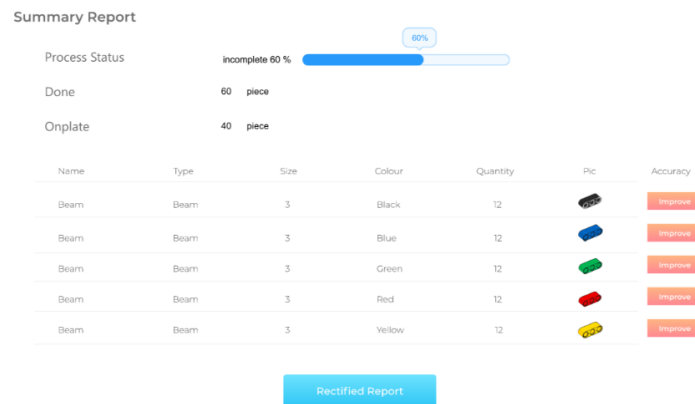 Summary Report
60%
Process Status incomplete 60 %
Done 60 piece
Onplate 40 piece
Name Type Size Colour Quantity Pic Accuracy
Beam Beam 3 Black 12 Improve
Beam Beam 3 Blue 12 Improve
Beam Beam 3 Green 12 Improve
Beam Beam 3 Red 12 Improve
Beam Beam 3 Yellow 12 Improve
Rectified Report